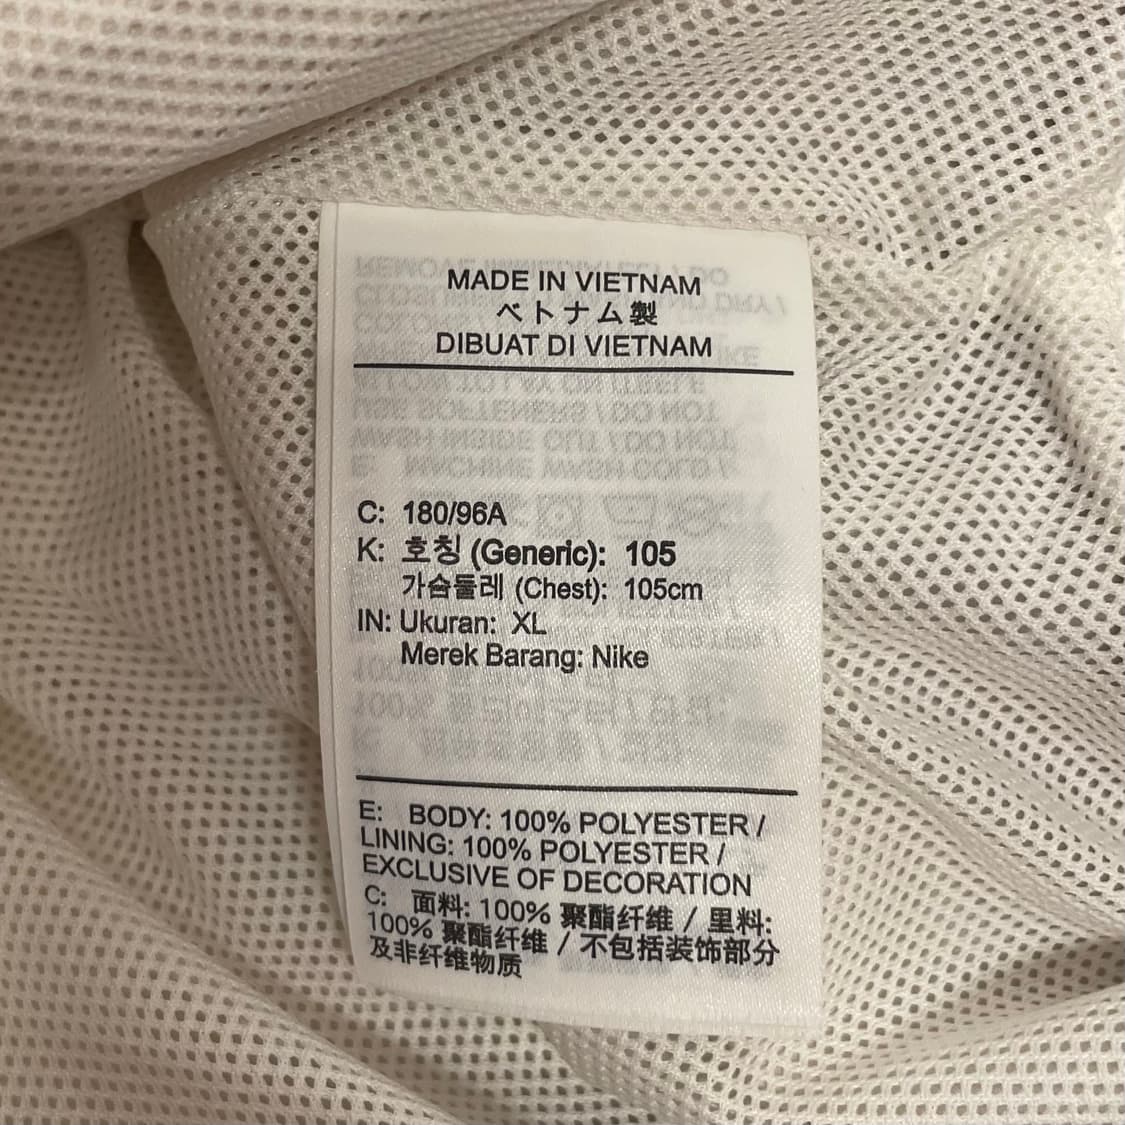 MADE IN VIETNAM
ベトナム製
DIBUAT DI VIETNAM
C: 180/96A
K: 호칭 (Generic): 105
가슴둘레 (Chest): 105cm
IN: Ukuran: XL
Merek Barang: Nike
E: BODY: 100% POLYESTER /
LINING: 100% POLYESTER /
EXCLUSIVE OF DECORATION
C: 面料: 100% 聚酯纤维 / 里料:
100% 聚酯纤维 / 不包括装饰部分
及非纤维物质